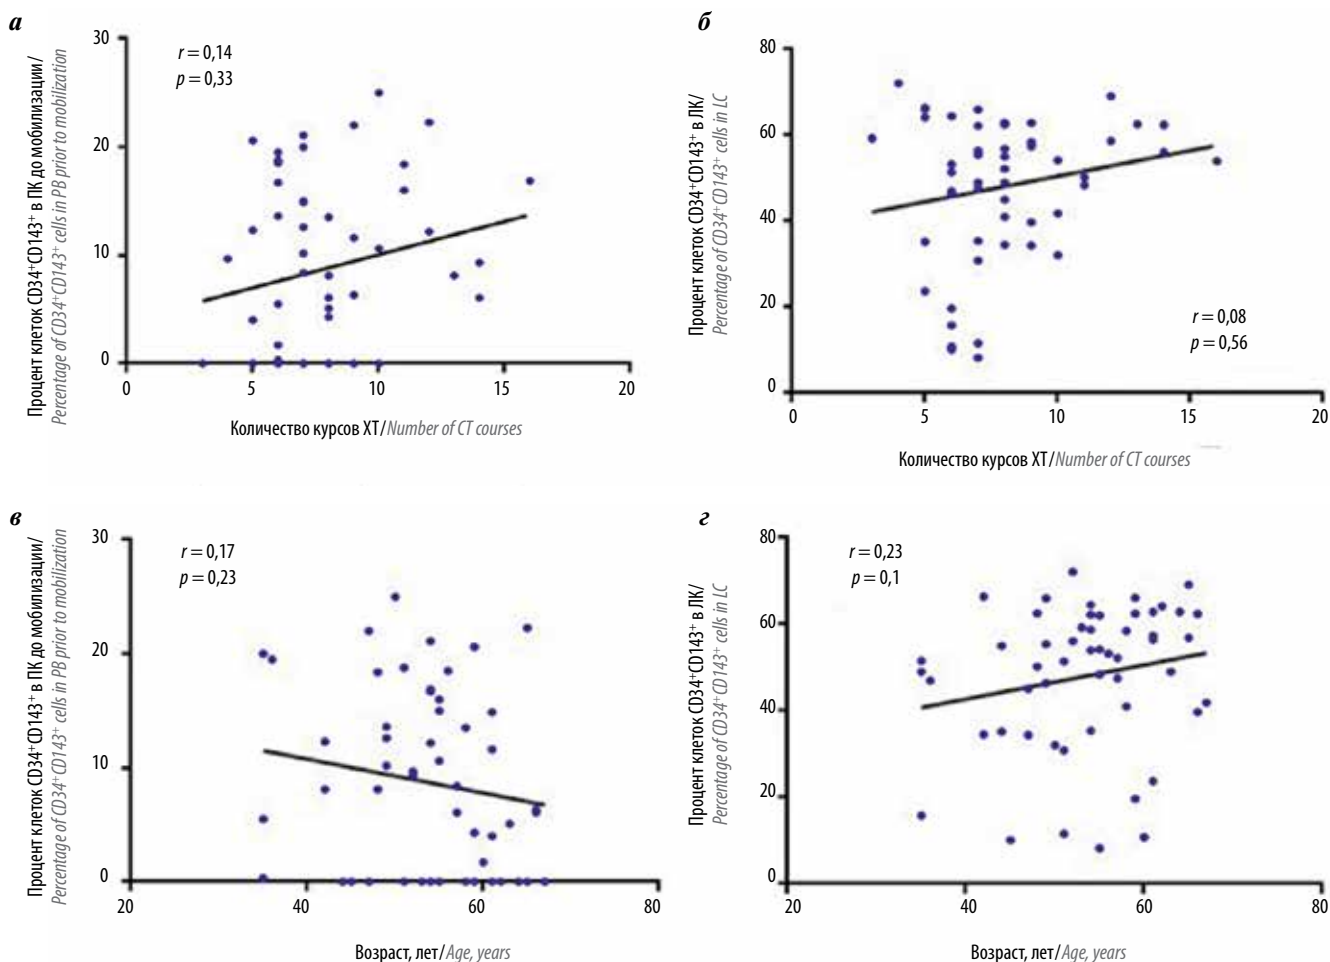 а
Процент клеток CD34⁺CD143⁺ в ПК до мобилизации/
Percentage of CD34⁺CD143⁺ cells in PB prior to mobilization
r = 0,14
p = 0,33
30
20
10
0
0 5 10 15 20
Количество курсов ХТ/Number of CT courses
б
Процент клеток CD34⁺CD143⁺ в ЛК/
Percentage of CD34⁺CD143⁺ cells in LC
80
60
40
20
0
r = 0,08
p = 0,56
0 5 10 15 20
Количество курсов ХТ/Number of CT courses
в
Процент клеток CD34⁺CD143⁺ в ПК до мобилизации/
Percentage of CD34⁺CD143⁺ cells in PB prior to mobilization
r = 0,17
p = 0,23
30
20
10
0
20 40 60 80
Возраст, лет/Age, years
г
Процент клеток CD34⁺CD143⁺ в ЛК/
Percentage of CD34⁺CD143⁺ cells in LC
r = 0,23
p = 0,1
80
60
40
20
0
20 40 60 80
Возраст, лет/Age, years